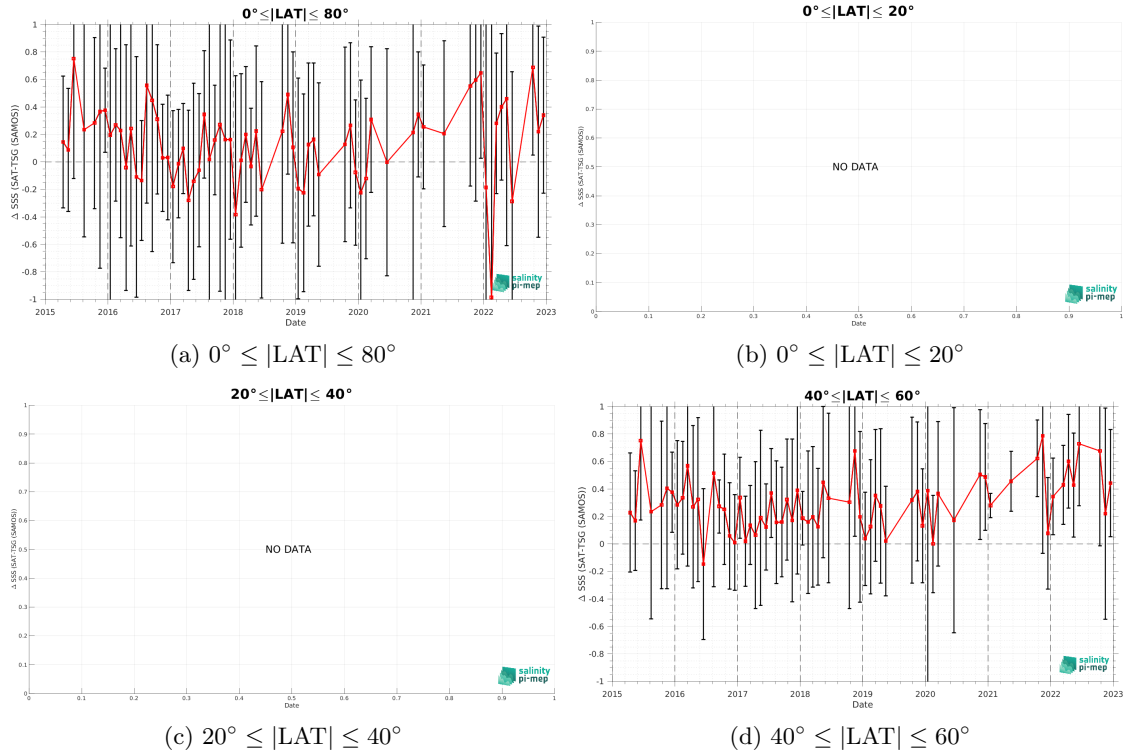 0°≤|LAT|≤ 80°
1
0.8
0.6
0.4
0.2
0
-0.2
-0.4
-0.6
-0.8
-1
Δ SSS (SAT-TSG (SAMOS))
2015 2016 2017 2018 2019 2020 2021 2022 2023
Date
salinity
pi-mep
(a) 0° ≤ |LAT| ≤ 80°
0°≤|LAT|≤ 20°
1
0.9
0.8
0.7
0.6
0.5
0.4
0.3
0.2
0.1
0
Δ SSS (SAT-TSG (SAMOS))
NO DATA
0 0.1 0.2 0.3 0.4 0.5 0.6 0.7 0.8 0.9 1
Date
salinity
pi-mep
(b) 0° ≤ |LAT| ≤ 20°
20°≤|LAT|≤ 40°
1
0.9
0.8
0.7
0.6
0.5
0.4
0.3
0.2
0.1
0
Δ SSS (SAT-TSG (SAMOS))
NO DATA
0 0.1 0.2 0.3 0.4 0.5 0.6 0.7 0.8 0.9 1
Date
salinity
pi-mep
(c) 20° ≤ |LAT| ≤ 40°
40°≤|LAT|≤ 60°
1
0.8
0.6
0.4
0.2
0
-0.2
-0.4
-0.6
-0.8
-1
Δ SSS (SAT-TSG (SAMOS))
2015 2016 2017 2018 2019 2020 2021 2022 2023
Date
salinity
pi-mep
(d) 40° ≤ |LAT| ≤ 60°